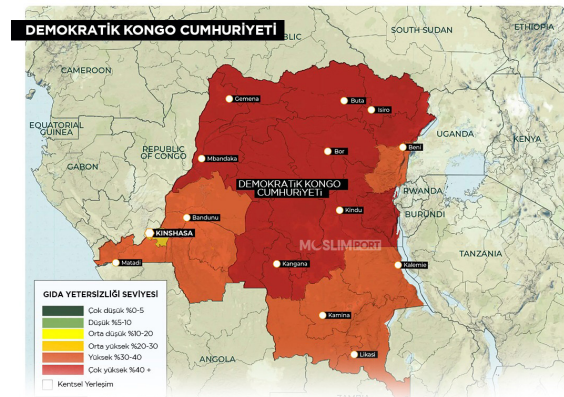 DEMOKRATİK KONGO CUMHURİYETİ
SOUTH SUDAN
ETHIOPIA
CAMEROON
Gemena
Buta
Isiro
EQUATORIAL
GUINEA
UGANDA
KENYA
REPUBLIC
OF CONGO
GABON
Mbandaka
Bor
Beni
DEMOKRATİK KONGO
CUMHURİYETİ
RWANDA
BURUNDI
Bandunu
Kindu
KINSHASA
MOSLIMPORT
TANZANIA
Matadi
Kangana
Kalemie
GIDA YETERSİZLİĞİ SEVİYESİ
Çok düşük %0-5
Düşük %5-10
Orta düşük %10-20
Orta yüksek %20-30
Yüksek %30-40
Çok yüksek %40 +
Kentsel Yerleşim
Kamina
ANGOLA
Likasi